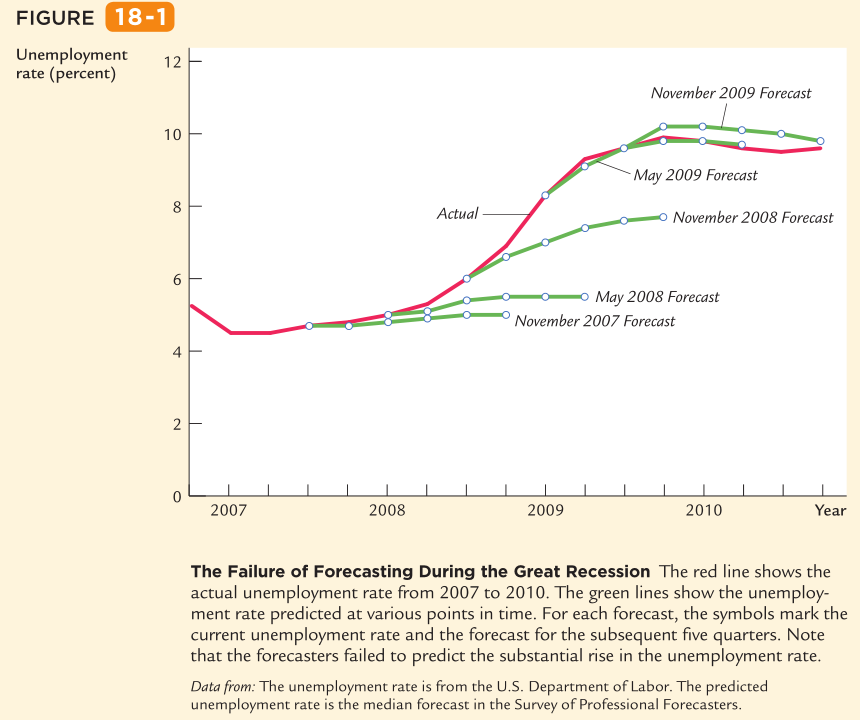 FIGURE 18-1
Unemployment
rate (percent)
12
10
8
6
4
2
0
November 2009 Forecast
May 2009 Forecast
Actual
November 2008 Forecast
May 2008 Forecast
November 2007 Forecast
2007 2008 2009 2010 Year
The Failure of Forecasting During the Great Recession The red line shows the
actual unemployment rate from 2007 to 2010. The green lines show the unemploy-
ment rate predicted at various points in time. For each forecast, the symbols mark the
current unemployment rate and the forecast for the subsequent five quarters. Note
that the forecasters failed to predict the substantial rise in the unemployment rate.
Data from: The unemployment rate is from the U.S. Department of Labor. The predicted
unemployment rate is the median forecast in the Survey of Professional Forecasters.